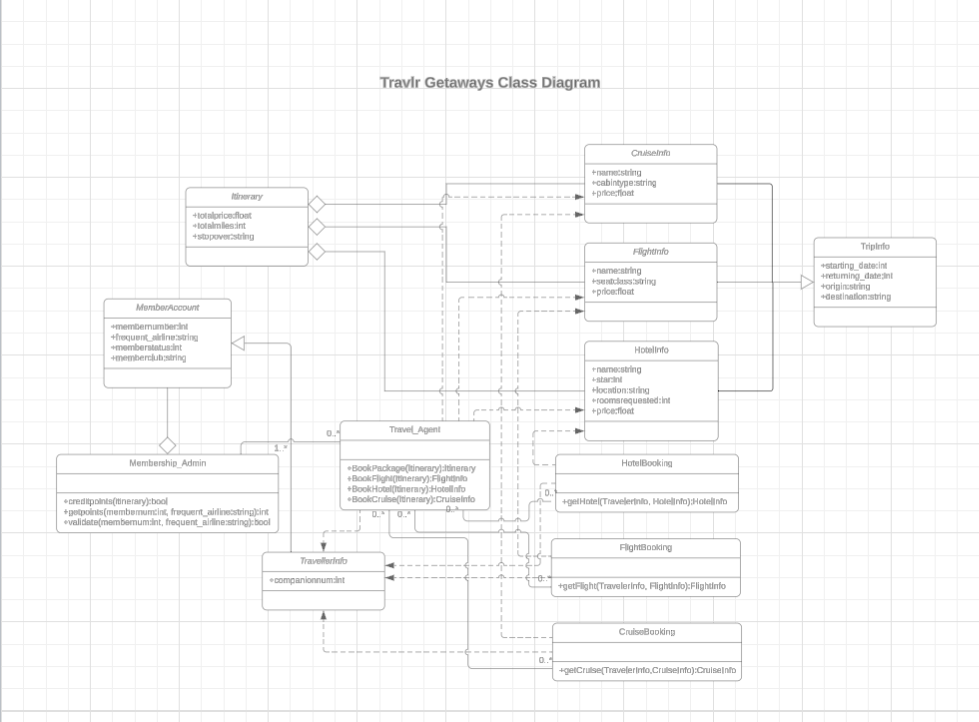 Travlr Getaways Class Diagram
CruiseInfo
+name:string
+cabintype:string
+price:float
Itinerary
+totalprice:float
+totalmiles:int
+stopover:string
FlightInfo
+name:string
+seatclass:string
+price:float
TripInfo
+starting_date:int
+returning_date:int
+origin:string
+destination:string
MemberAccount
+membernumber:int
+frequent_airline:string
+memberstatus:int
+memberclub:string
HotelInfo
+name:string
+star:int
+location:string
+roomsrequested:int
+price:float
Travel_Agent
+BookPackage(Itinerary):Itinerary
+BookFlight(Itinerary):FlightInfo
+BookHotel(Itinerary):HotelInfo
+BookCruise(Itinerary):CruiseInfo
0..*
1..*
Membership_Admin
+creditpoints(itinerary):bool
+getpoints(membernum:int, frequent_airline:string):int
+validate(membernum:int, frequent_airline:string):bool
HotelBooking
+getHotel(TravelerInfo, HotelInfo):HotelInfo
0..*
0..*
0..*
0..*
FlightBooking
+getFlight(TravelerInfo, FlightInfo):FlightInfo
0..*
TravellerInfo
+companionnum:int
CruiseBooking
+getCruise(TravelerInfo,CruiseInfo):CruiseInfo
0..*